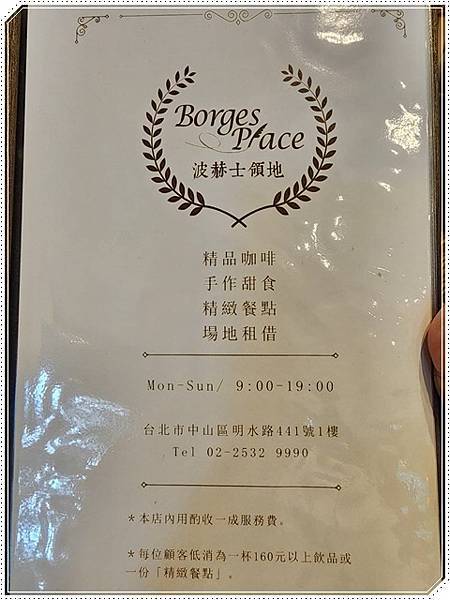 Borges
Place
波赫士領地
精品咖啡
手作甜食
精緻餐點
場地租借
Mon-Sun/ 9:00-19:00
台北市中山區明水路441號1樓
Tel 02-2532 9990
＊本店內用酌收一成服務費。
＊每位顧客低消為一杯160元以上飲品或
一份「精緻餐點」。